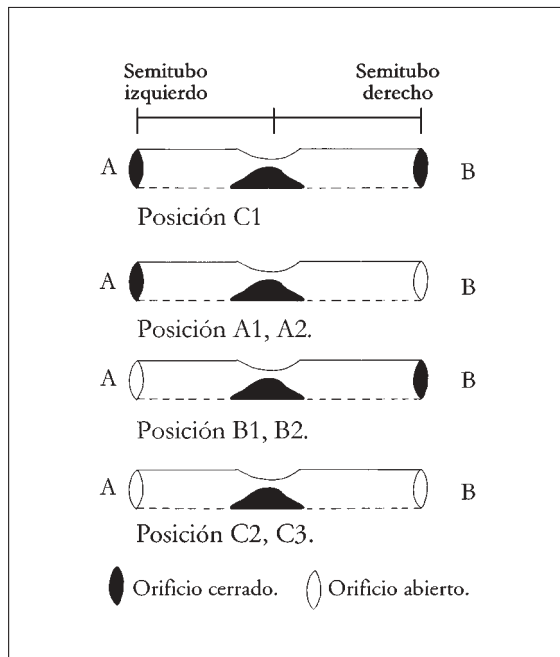 Semitubo izquierdo
Semitubo derecho
A B
Posición C1
A B
Posición A1, A2.
A B
Posición B1, B2.
A B
Posición C2, C3.
Orificio cerrado. Orificio abierto.